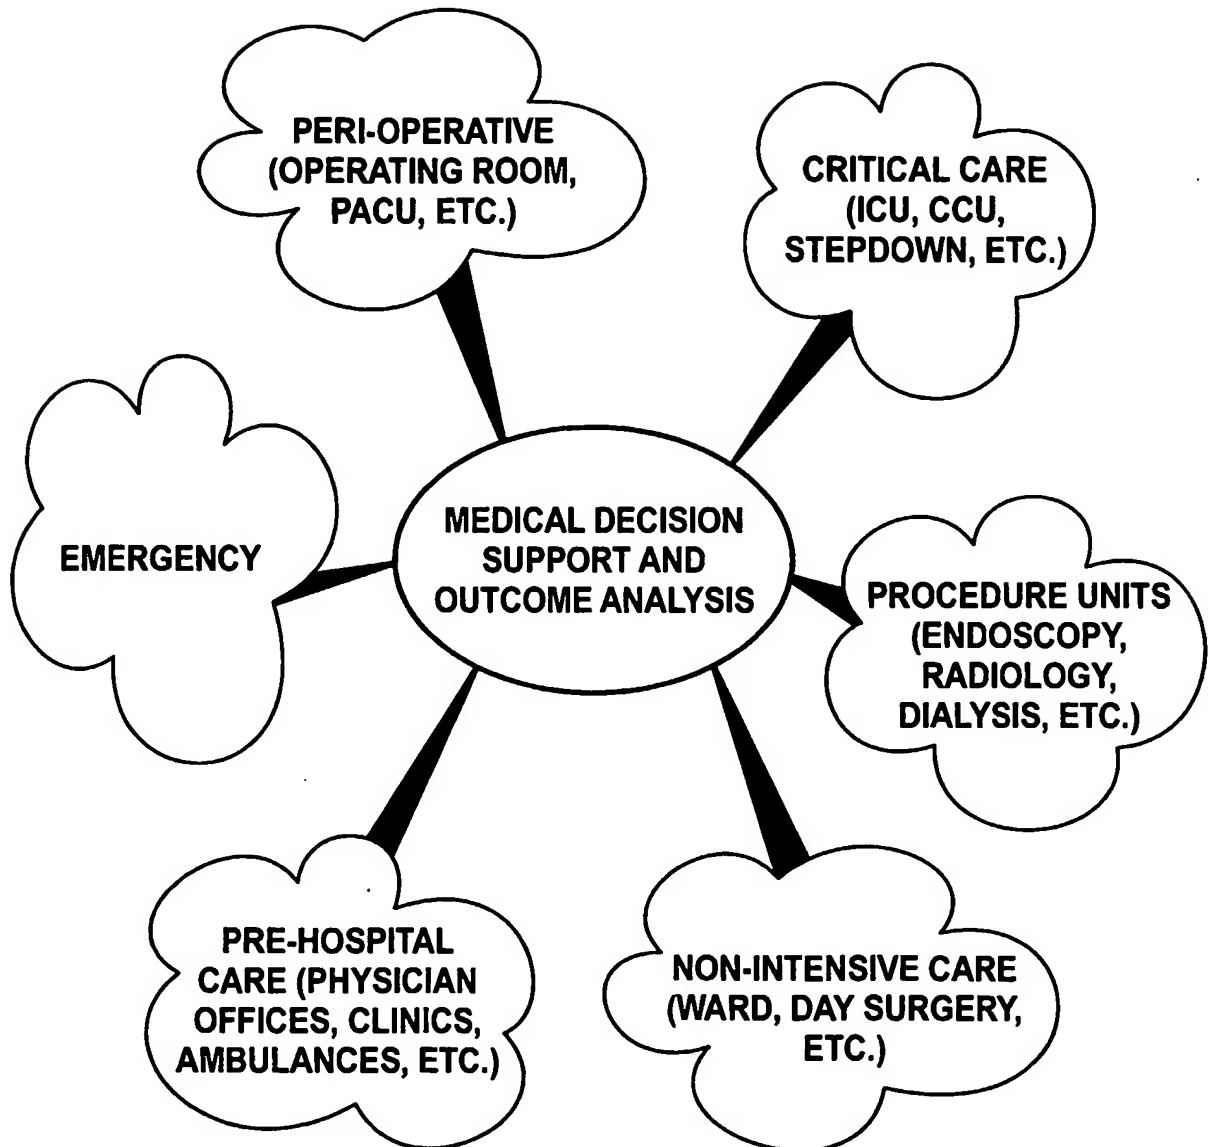 PERI-OPERATIVE
(OPERATING ROOM,
PACU, ETC.)
CRITICAL CARE
(ICU, CCU,
STEPDOWN, ETC.)
EMERGENCY
MEDICAL DECISION
SUPPORT AND
OUTCOME ANALYSIS
PROCEDURE UNITS
(ENDOSCOPY,
RADIOLOGY,
DIALYSIS, ETC.)
PRE-HOSPITAL
CARE (PHYSICIAN
OFFICES, CLINICS,
AMBULANCES, ETC.)
NON-INTENSIVE CARE
(WARD, DAY SURGERY,
ETC.)